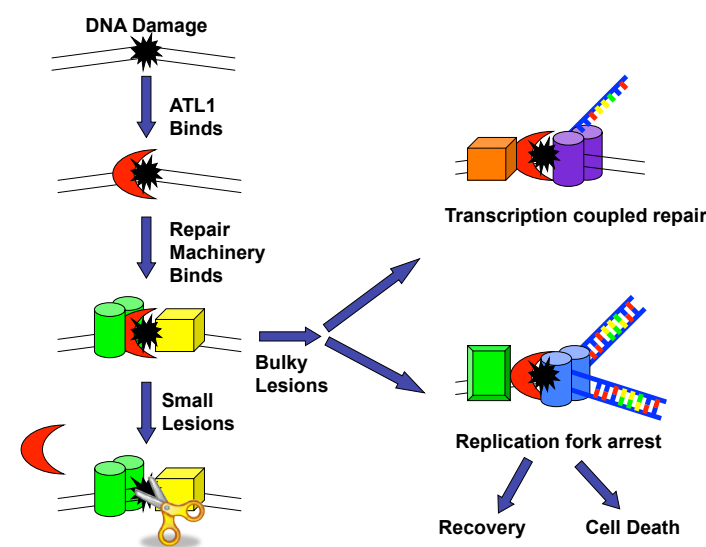 DNA Damage
ATL1
Binds
Repair
Machinery
Binds
Bulky
Lesions
Small
Lesions
Transcription coupled repair
Replication fork arrest
Recovery
Cell Death